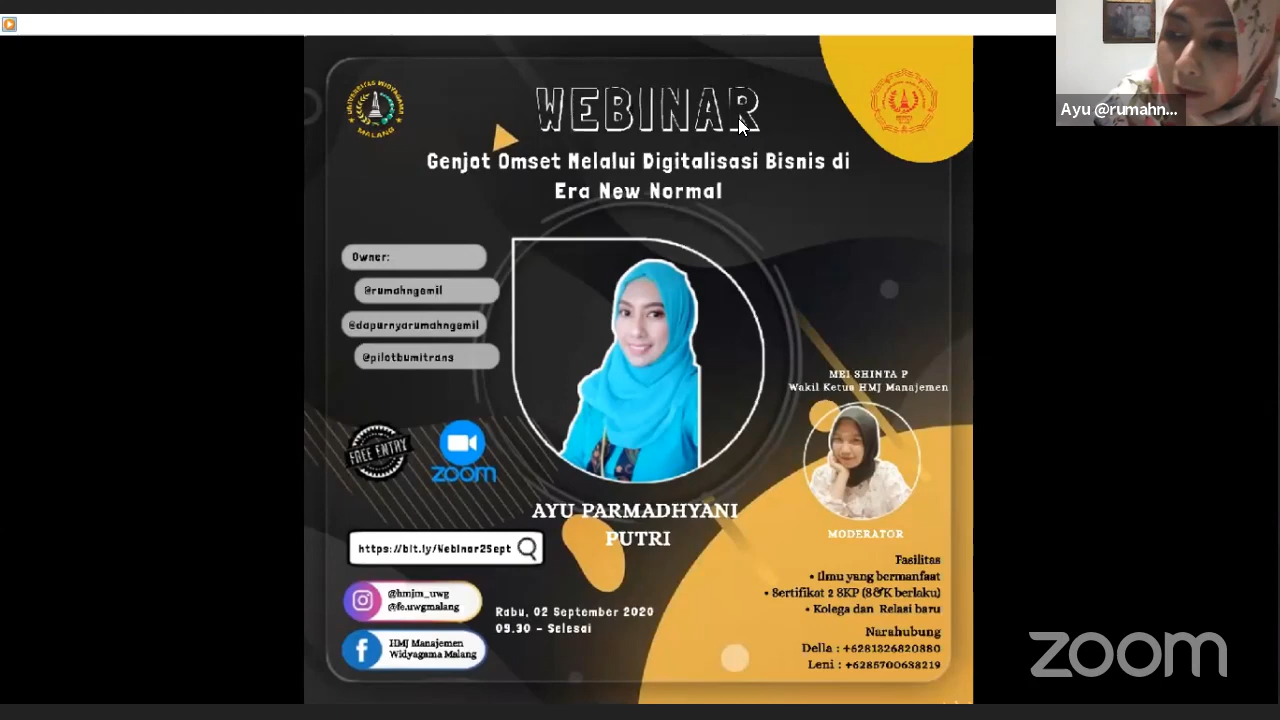 Ayu @rumahn...
UNIVERSITAS WIDYAGAMA
MALANG
WEBINAR
Genjot Omset Melalui Digitalisasi Bisnis di
Era New Normal
Owner:
@rumahngemil
@dapurnyarumahngemil
@pilotbumitrans
MEI SHINTA P
Wakil Ketua HMJ Manajemen
FREE ENTRY
zoom
AYU PARMADHYANI
PUTRI
MODERATOR
https://bit.ly/Webinar2Sept
@hmjm_uwg
@fe.uwgmalang
HMJ Manajemen
Widyagama Malang
Rabu, 02 September 2020
09.30 - Selesai
Fasilitas
• Ilmu yang bermanfaat
• Sertifikat 2 SKP (S&K berlaku)
• Kolega dan Relasi baru
Narahubung
Della : +6281326820880
Leni : +6285700638219
zoom